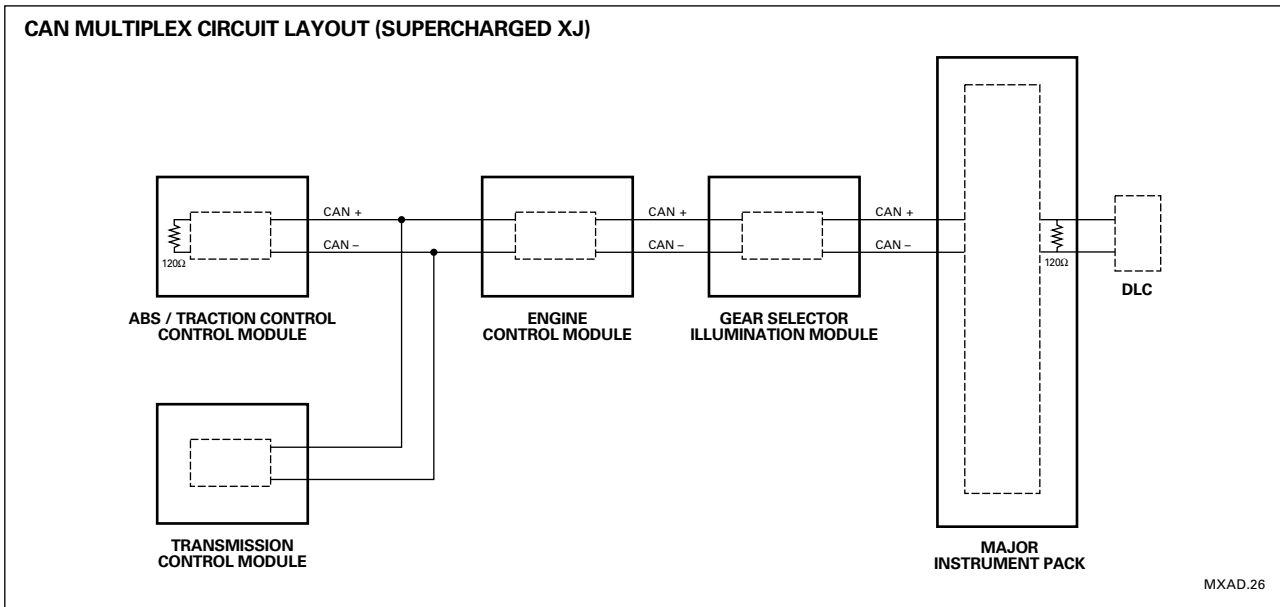 CAN MULTIPLEX CIRCUIT LAYOUT (SUPERCHARGED XJ)
CAN +
CAN –
120Ω
ABS / TRACTION CONTROL
CONTROL MODULE
CAN +
CAN –
ENGINE
CONTROL MODULE
CAN +
CAN –
GEAR SELECTOR
ILLUMINATION MODULE
120Ω
DLC
TRANSMISSION
CONTROL MODULE
MAJOR
INSTRUMENT PACK
MXAD.26